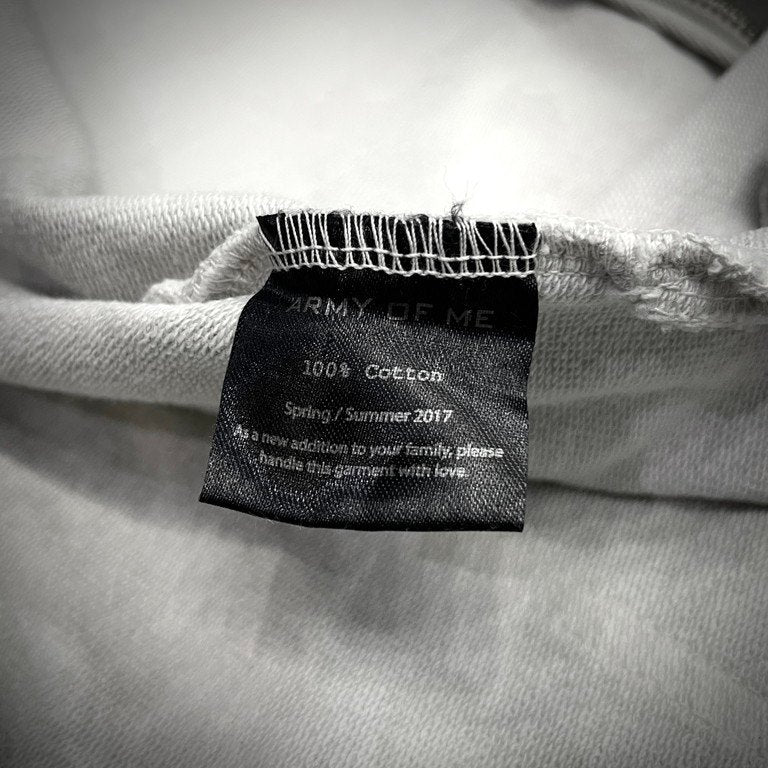 ARMY OF ME
100% Cotton
Spring/Summer 2017
As a new addition to your family, please
handle this garment with love.